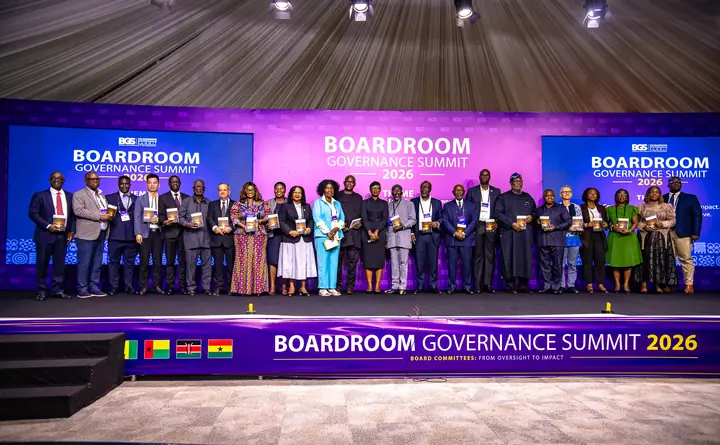 BGS
BOARDROOM
GOVERNANCE SUMMIT
2026
BOARDROOM
GOVERNANCE SUMMIT
2026
BGS
BOARDROOM
GOVERNANCE SUMMIT
2026
impact.
BOARDROOM GOVERNANCE SUMMIT 2026
BOARD COMMITTEES: FROM OVERSIGHT TO IMPACT